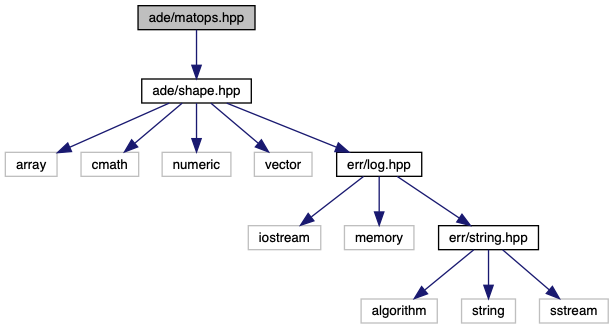 ade/matops.hpp
ade/shape.hpp
array
cmath
numeric
vector
err/log.hpp
iostream
memory
err/string.hpp
algorithm
string
sstream